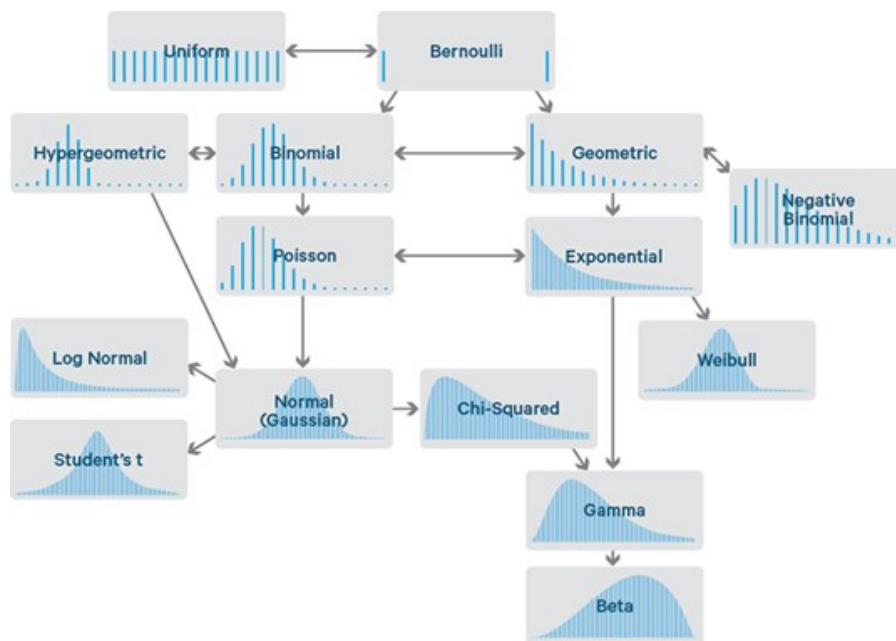 Uniform
Bernoulli
Hypergeometric
Binomial
Geometric
Negative
Binomial
Poisson
Exponential
Log Normal
Weibull
Normal
(Gaussian)
Chi-Squared
Student's t
Gamma
Beta